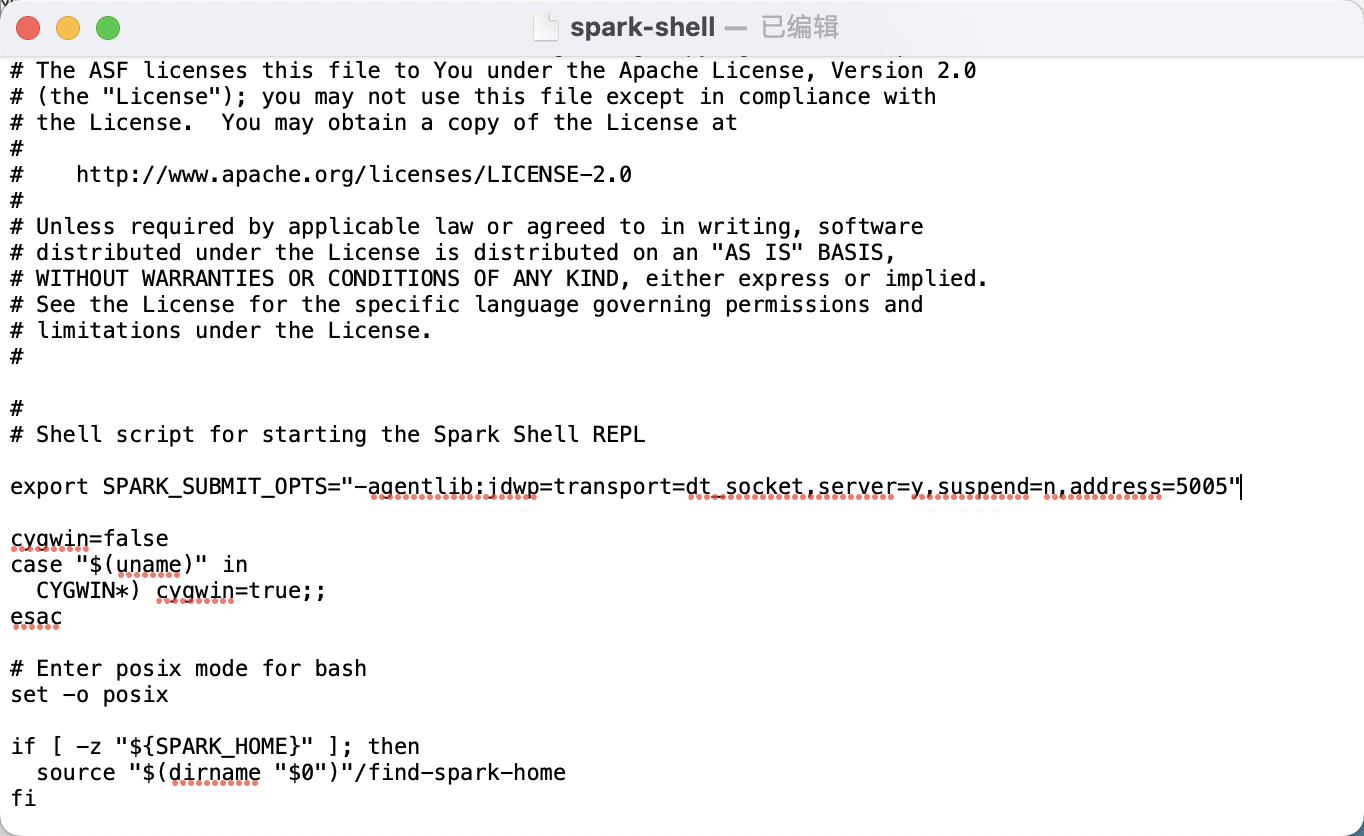 spark-shell — 已编辑
# The ASF licenses this file to You under the Apache License, Version 2.0
# (the "License"); you may not use this file except in compliance with
# the License.  You may obtain a copy of the License at
#
#    http://www.apache.org/licenses/LICENSE-2.0
#
# Unless required by applicable law or agreed to in writing, software
# distributed under the License is distributed on an "AS IS" BASIS,
# WITHOUT WARRANTIES OR CONDITIONS OF ANY KIND, either express or implied.
# See the License for the specific language governing permissions and
# limitations under the License.
#

#
# Shell script for starting the Spark Shell REPL

export SPARK_SUBMIT_OPTS="-agentlib:jdwp=transport=dt_socket,server=y,suspend=n,address=5005"

cygwin=false
case "$(uname)" in
  CYGWIN*) cygwin=true;;
esac

# Enter posix mode for bash
set -o posix

if [ -z "${SPARK_HOME}" ]; then
  source "$(dirname "$0")"/find-spark-home
fi